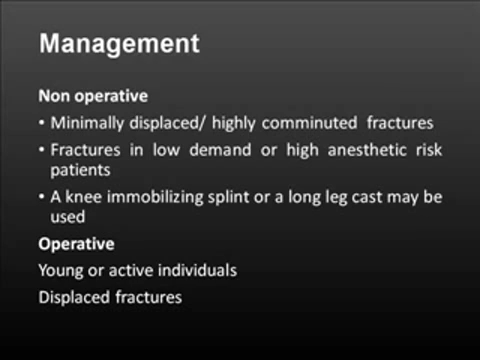 Management
Non operative
• Minimally displaced/ highly comminuted fractures
• Fractures in low demand or high anesthetic risk
patients
• A knee immobilizing splint or a long leg cast may be
used
Operative
Young or active individuals
Displaced fractures